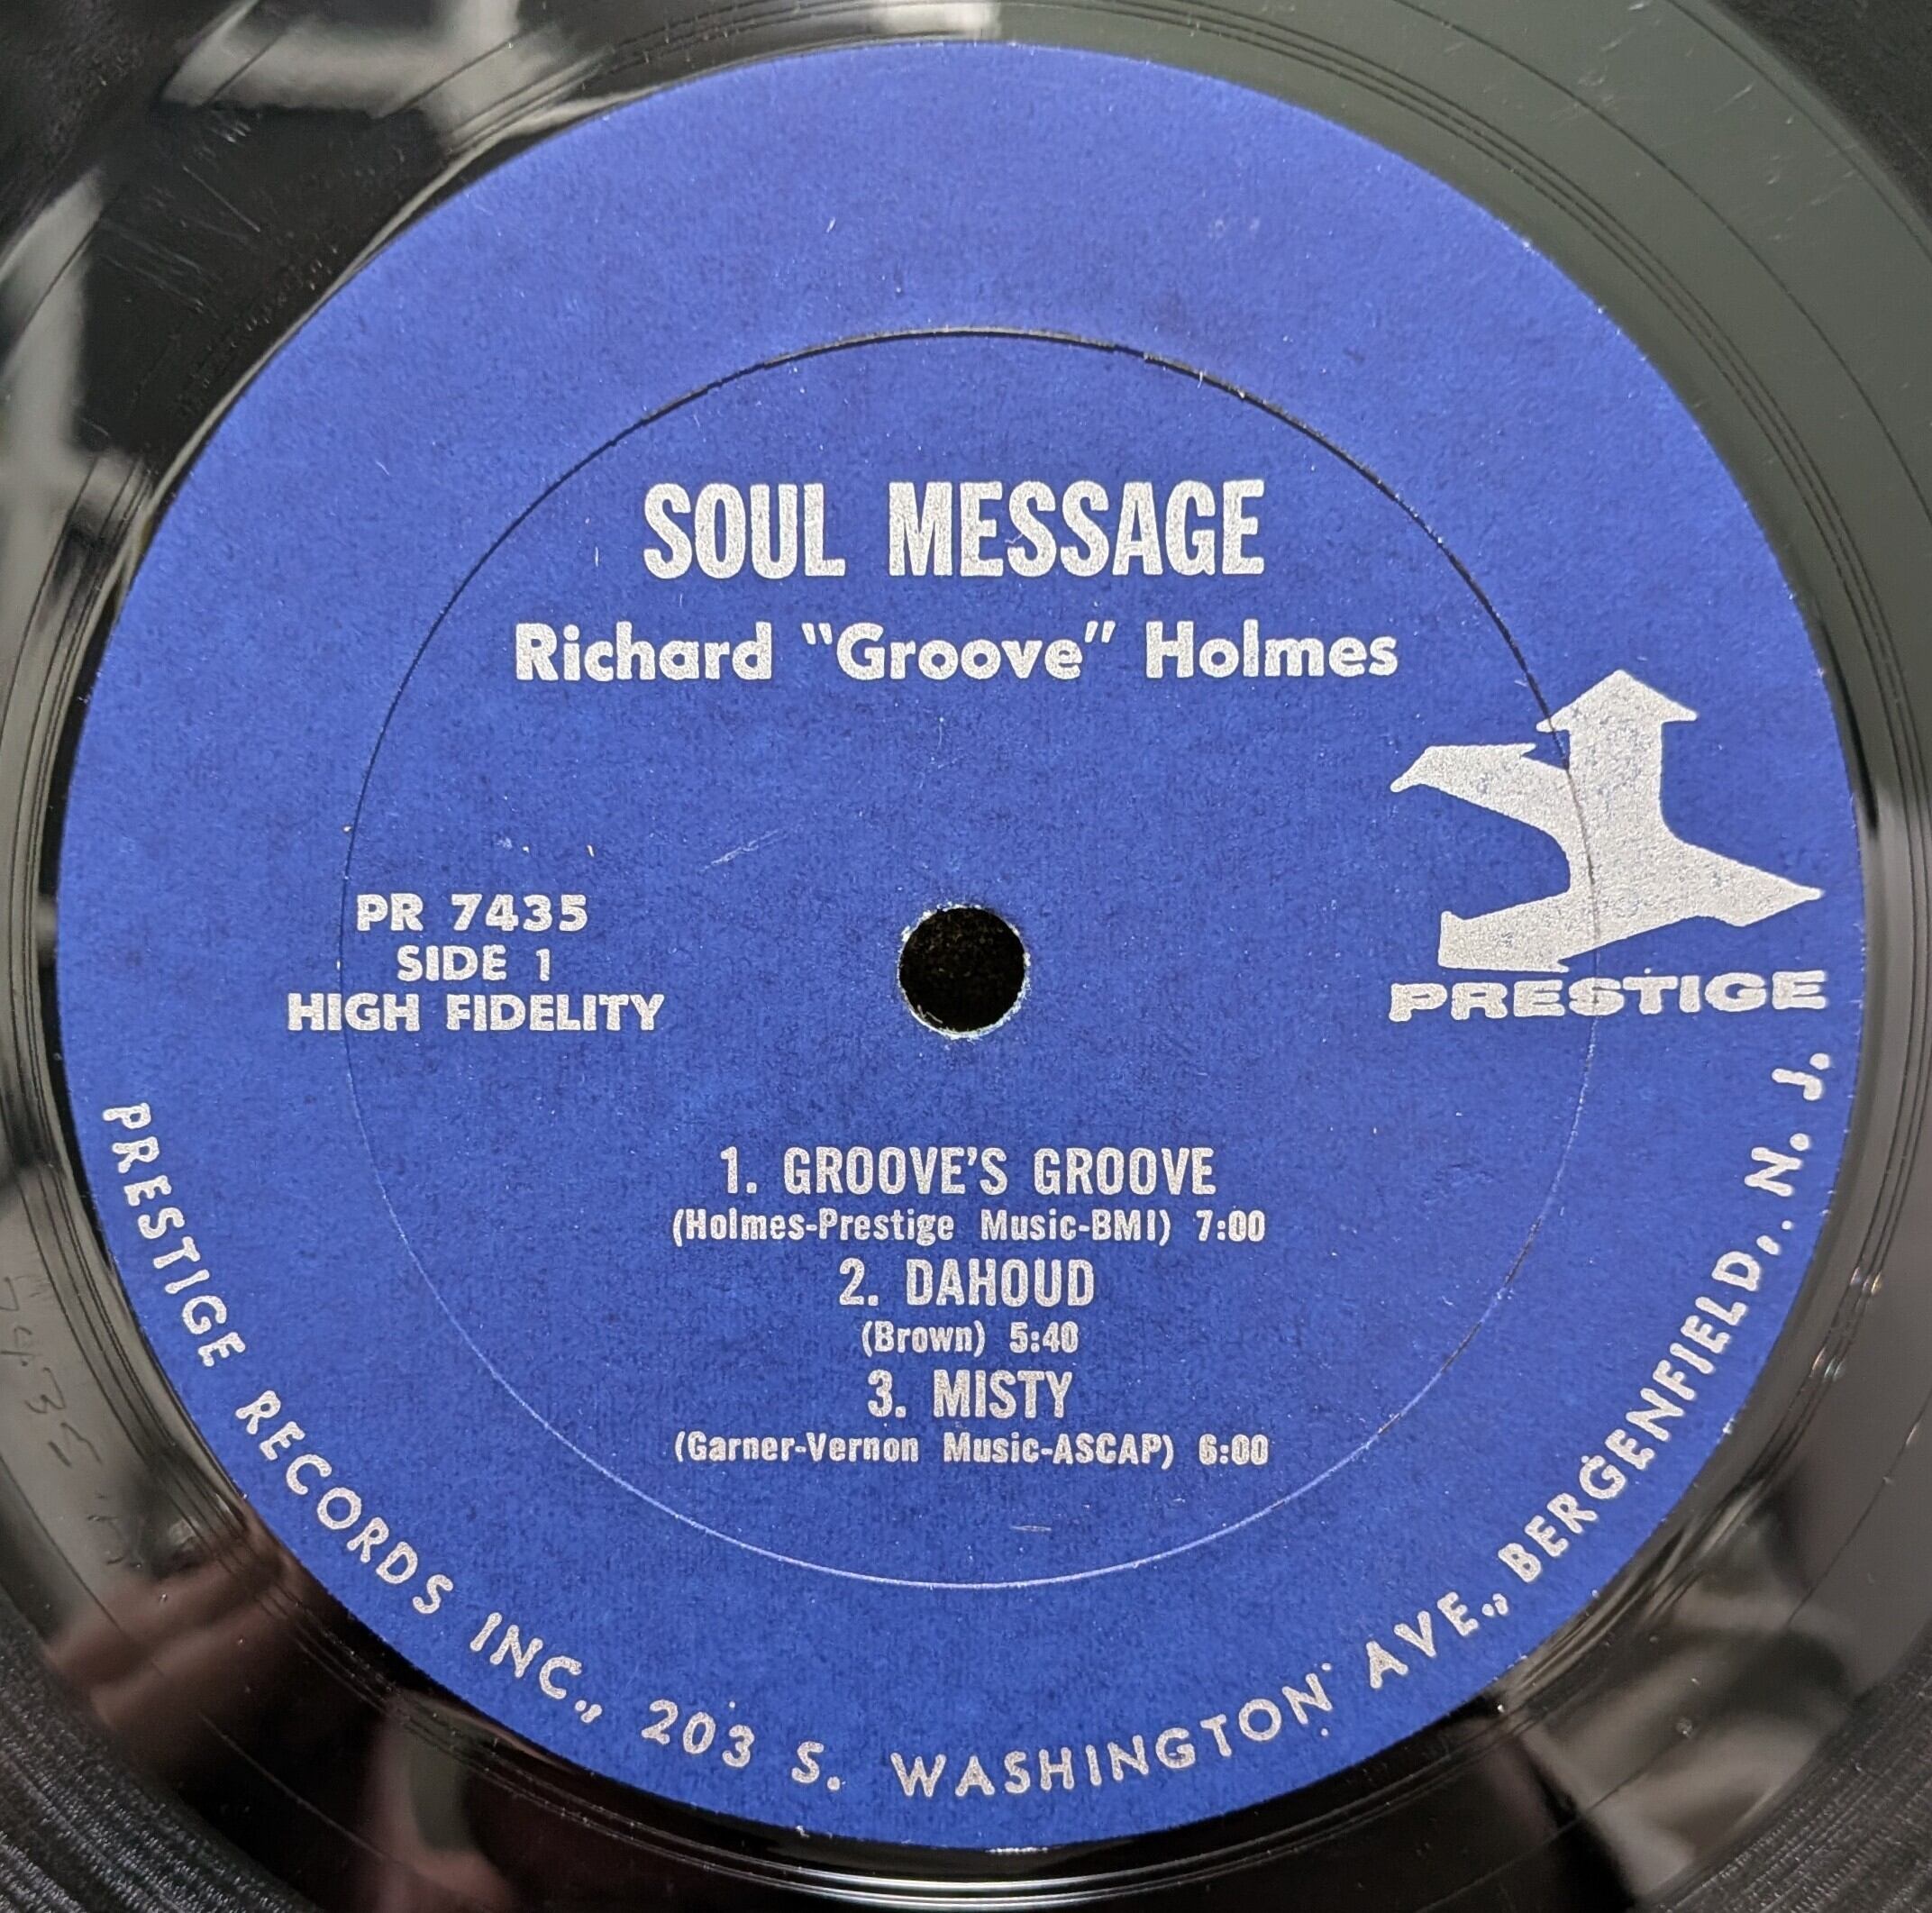 SOUL MESSAGE
Richard "Groove" Holmes
PR 7435
SIDE 1
HIGH FIDELITY
PRESTIGE
1. GROOVE'S GROOVE
(Holmes-Prestige Music-BMI) 7:00
2. DAHOUD
(Brown) 5:40
3. MISTY
(Garner-Vernon Music-ASCAP) 6:00
PRESTIGE RECORDS INC., 203 S. WASHINGTON AVE., BERGENFIELD, N. J.